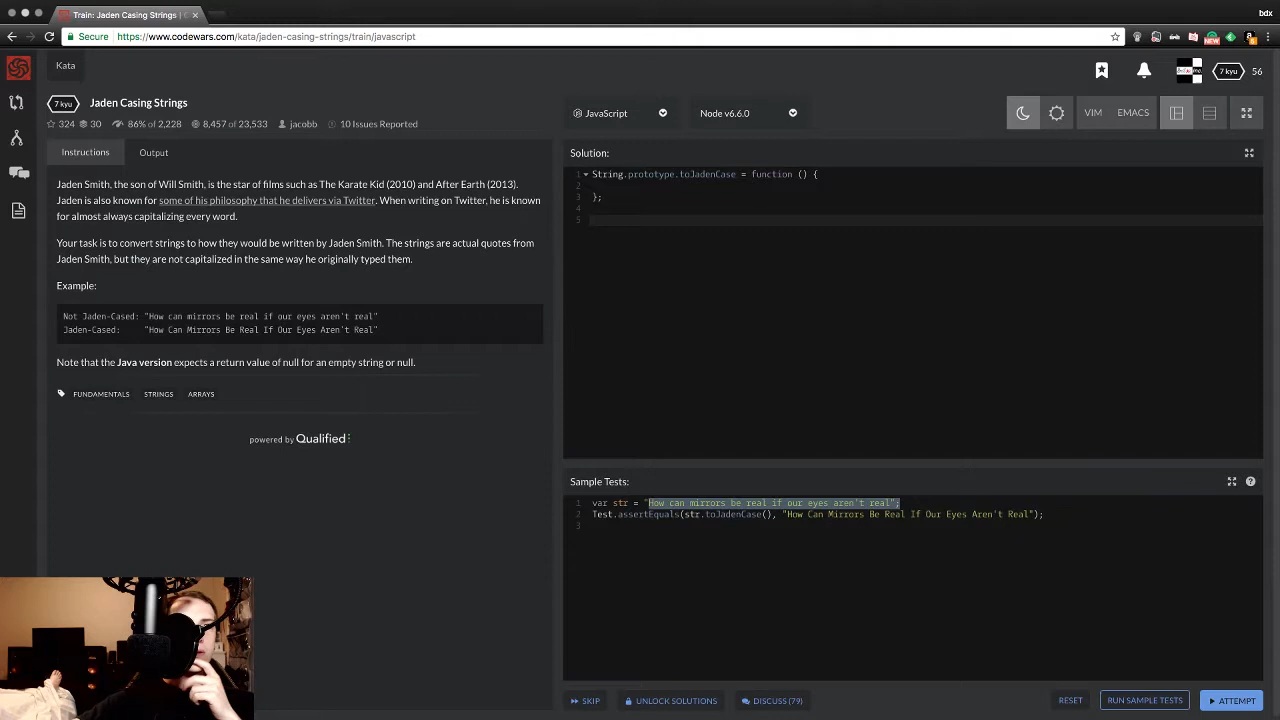 Train: Jaden Casing Strings |
bdx
Secure https://www.codewars.com/kata/jaden-casing-strings/train/javascript
NEW
Kata
7 kyu 56
7 kyu Jaden Casing Strings
324 30 86% of 2,228 8,457 of 23,533 jacobb 10 Issues Reported
JavaScript Node v6.6.0 VIM EMACS
Instructions Output
Solution:
Jaden Smith, the son of Will Smith, is the star of films such as The Karate Kid (2010) and After Earth (2013).
Jaden is also known for some of his philosophy that he delivers via Twitter. When writing on Twitter, he is known
for almost always capitalizing every word.
Your task is to convert strings to how they would be written by Jaden Smith. The strings are actual quotes from
Jaden Smith, but they are not capitalized in the same way he originally typed them.
Example:
Not Jaden-Cased: "How can mirrors be real if our eyes aren't real"
Jaden-Cased: "How Can Mirrors Be Real If Our Eyes Aren't Real"
Note that the Java version expects a return value of null for an empty string or null.
FUNDAMENTALS STRINGS ARRAYS
powered by Qualified
1 String.prototype.toJadenCase = function () {
2
3 };
4
5
Sample Tests:
1 var str = "How can mirrors be real if our eyes aren't real";
2 Test.assertEquals(str.toJadenCase(), "How Can Mirrors Be Real If Our Eyes Aren't Real");
3
SKIP UNLOCK SOLUTIONS DISCUSS (79) RESET RUN SAMPLE TESTS ATTEMPT